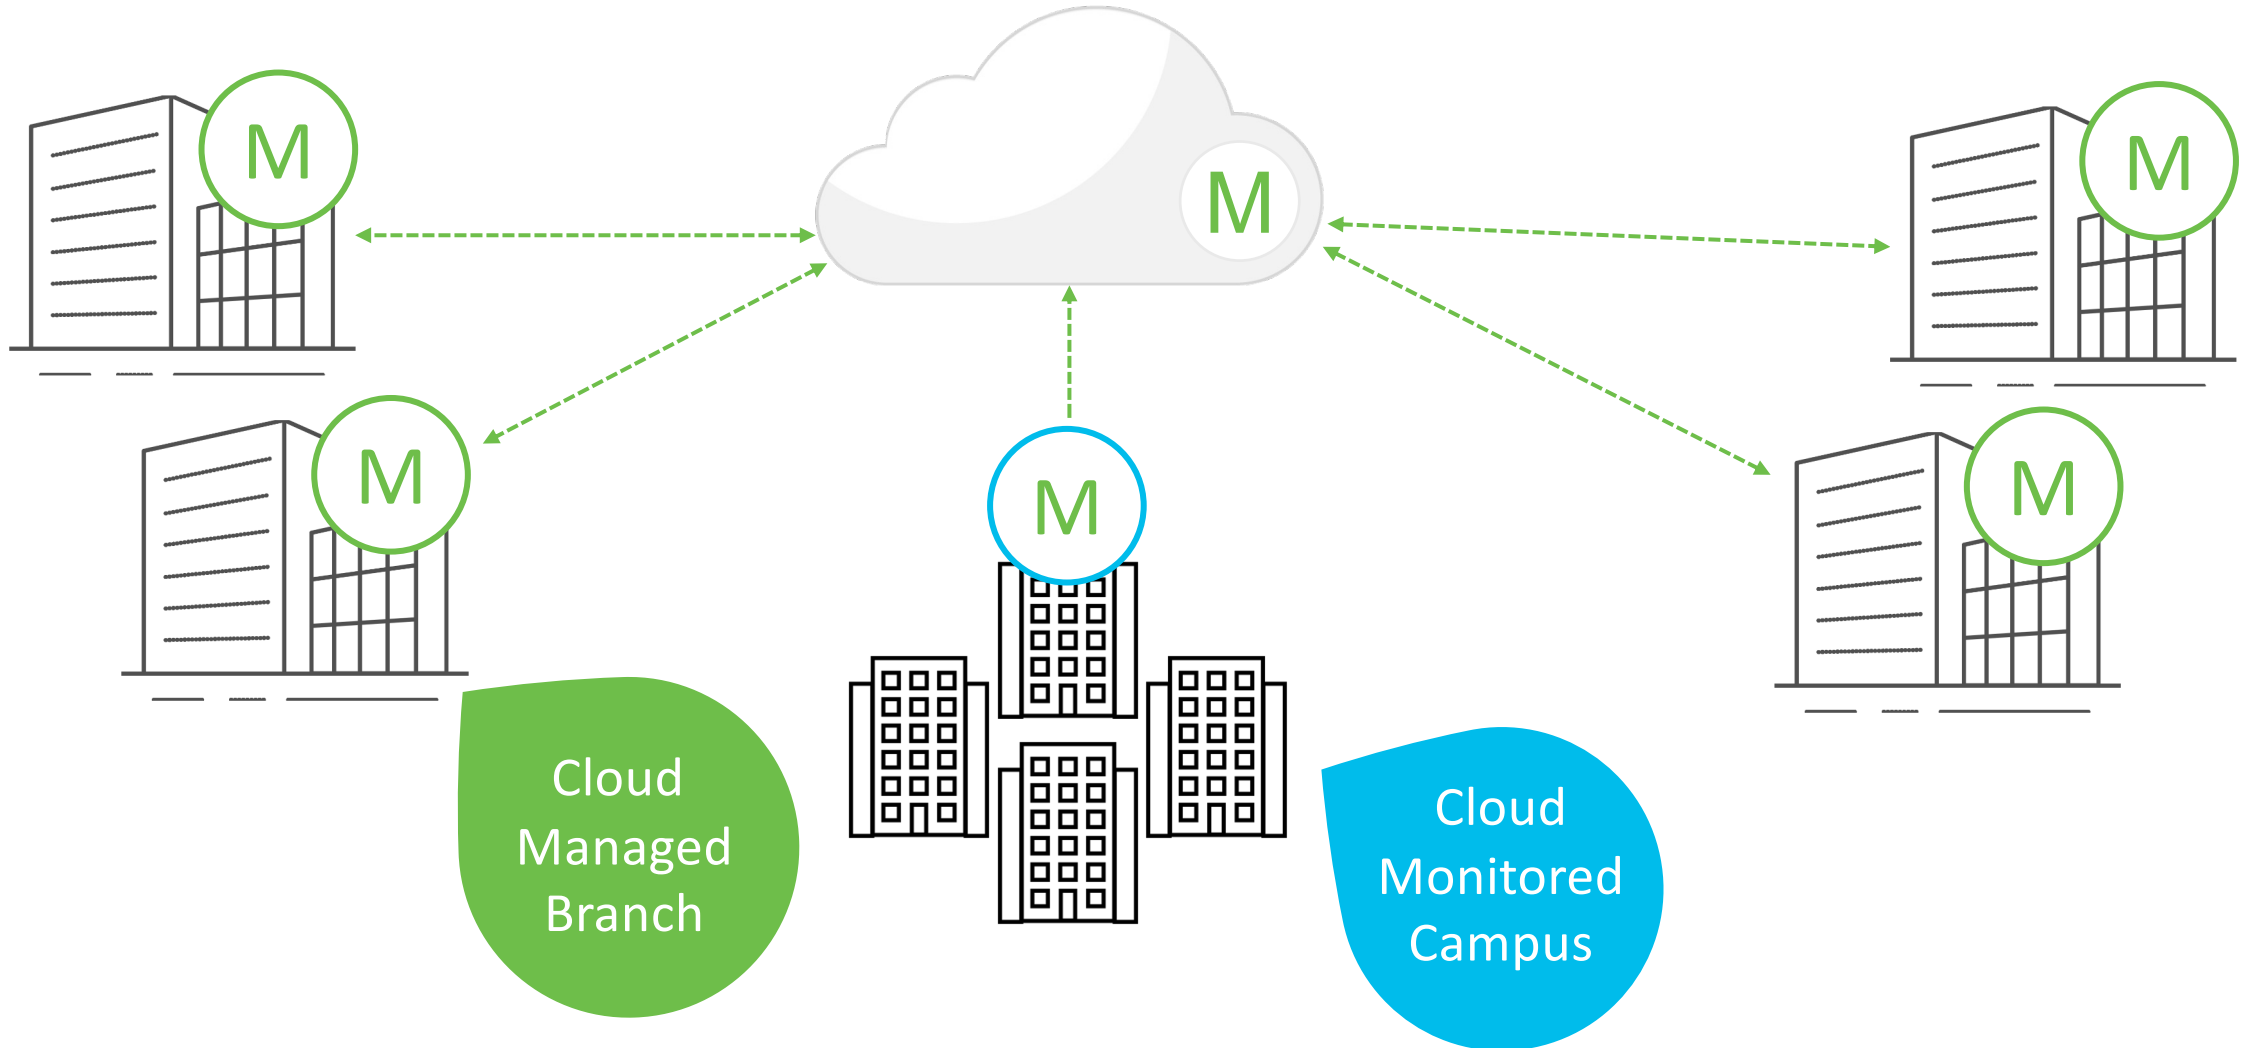 M
M
M
M
M
M
Cloud
Managed
Branch
Cloud
Monitored
Campus